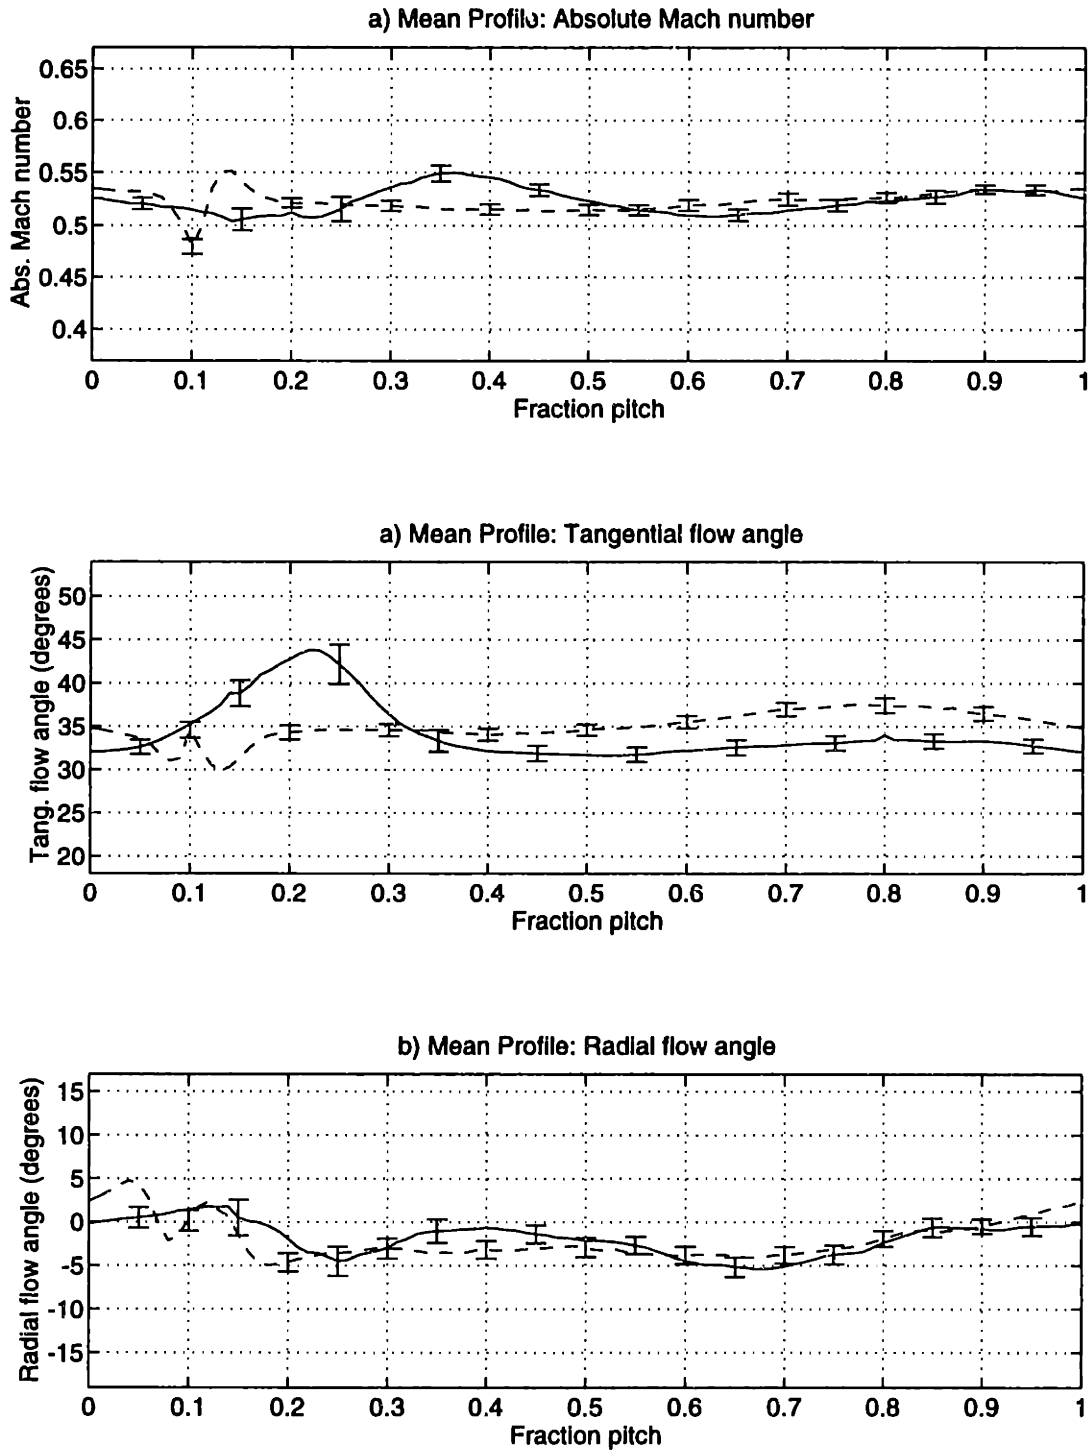 a) Mean Profile: Absolute Mach number
Abs. Mach number
0.65
0.6
0.55
0.5
0.45
0.4
0 0.1 0.2 0.3 0.4 0.5 0.6 0.7 0.8 0.9 1
Fraction pitch
a) Mean Profile: Tangential flow angle
Tang. flow angle (degrees)
50
45
40
35
30
25
20
0 0.1 0.2 0.3 0.4 0.5 0.6 0.7 0.8 0.9 1
Fraction pitch
b) Mean Profile: Radial flow angle
Radial flow angle (degrees)
15
10
5
0
-5
-10
-15
0 0.1 0.2 0.3 0.4 0.5 0.6 0.7 0.8 0.9 1
Fraction pitch